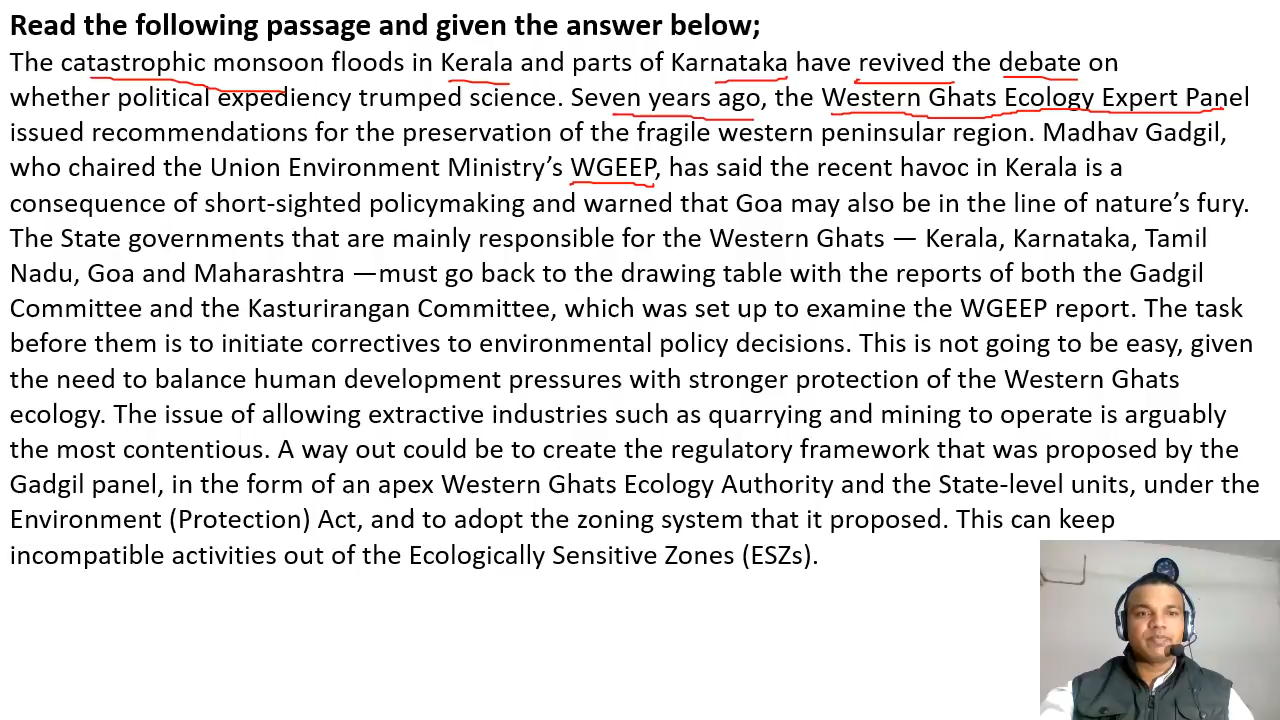 Read the following passage and given the answer below;
The catastrophic monsoon floods in Kerala and parts of Karnataka have revived the debate on
whether political expediency trumped science. Seven years ago, the Western Ghats Ecology Expert Panel
issued recommendations for the preservation of the fragile western peninsular region. Madhav Gadgil,
who chaired the Union Environment Ministry’s WGEEP, has said the recent havoc in Kerala is a
consequence of short-sighted policymaking and warned that Goa may also be in the line of nature’s fury.
The State governments that are mainly responsible for the Western Ghats — Kerala, Karnataka, Tamil
Nadu, Goa and Maharashtra —must go back to the drawing table with the reports of both the Gadgil
Committee and the Kasturirangan Committee, which was set up to examine the WGEEP report. The task
before them is to initiate correctives to environmental policy decisions. This is not going to be easy, given
the need to balance human development pressures with stronger protection of the Western Ghats
ecology. The issue of allowing extractive industries such as quarrying and mining to operate is arguably
the most contentious. A way out could be to create the regulatory framework that was proposed by the
Gadgil panel, in the form of an apex Western Ghats Ecology Authority and the State-level units, under the
Environment (Protection) Act, and to adopt the zoning system that it proposed. This can keep
incompatible activities out of the Ecologically Sensitive Zones (ESZs).